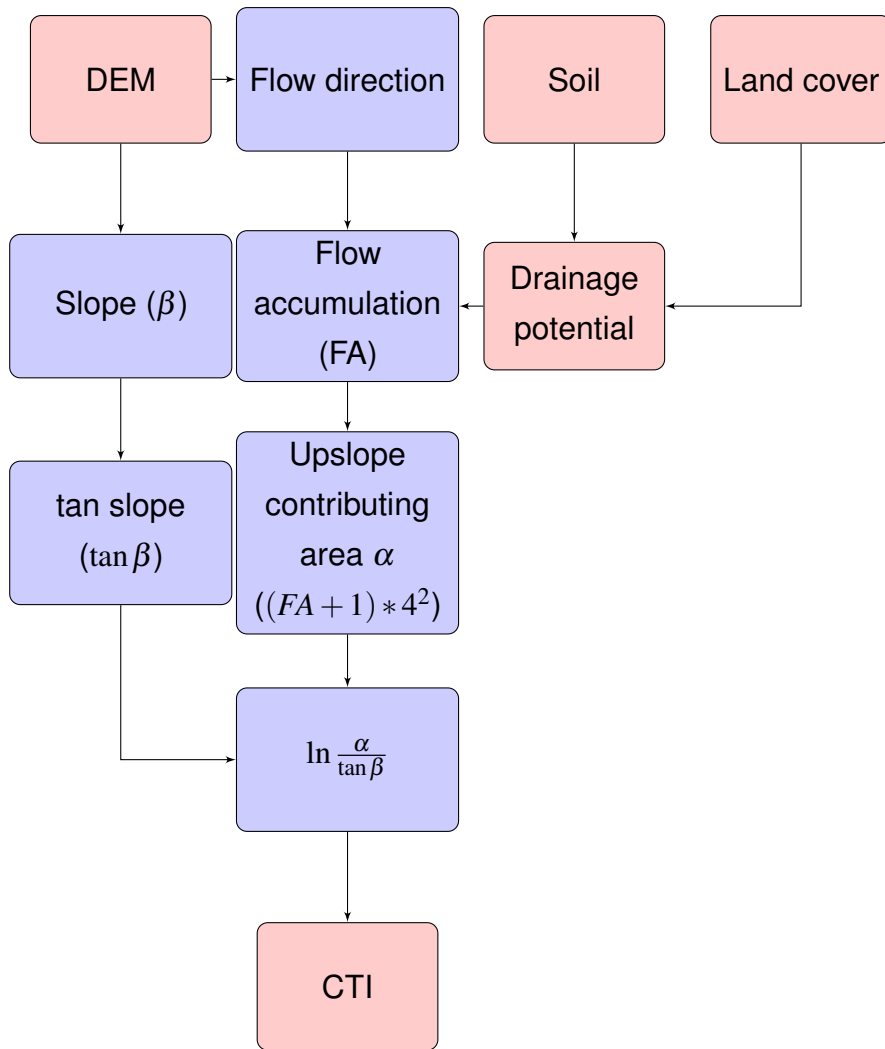 DEM
Flow direction
Soil
Land cover
Slope (β)
Flow
accumulation
(FA)
Drainage
potential
tan slope
(tan β)
Upslope
contributing
area α
((FA + 1) ∗ 4²)
ln α/tan β
CTI